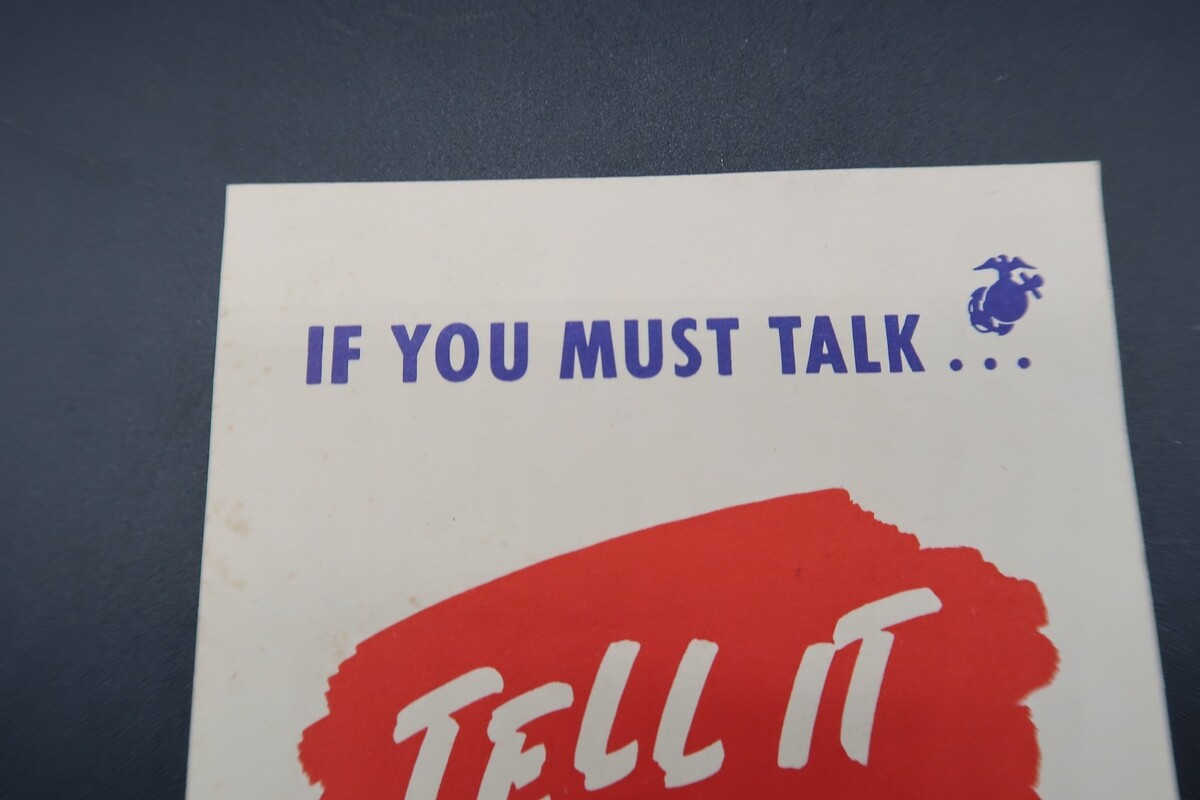 IF YOU MUST TALK . . .
TELL IT